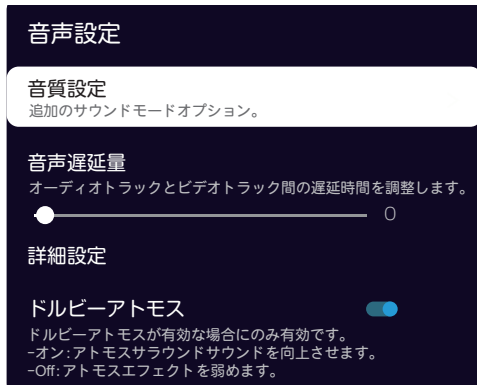 音声設定
音質設定
追加のサウンドモードオプション。
音声遅延量
オーディオトラックとビデオトラック間の遅延時間を調整します。
0
詳細設定
ドルビーアトモス
ドルビーアトモスが有効な場合にのみ有効です。
-オン:アトモスサラウンドサウンドを向上させます。
-Off:アトモスエフェクトを弱めます。